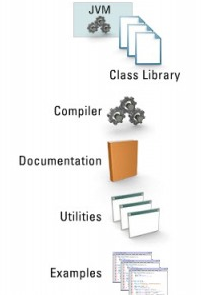 JVM
Class Library
Compiler
Documentation
Utilities
Examples